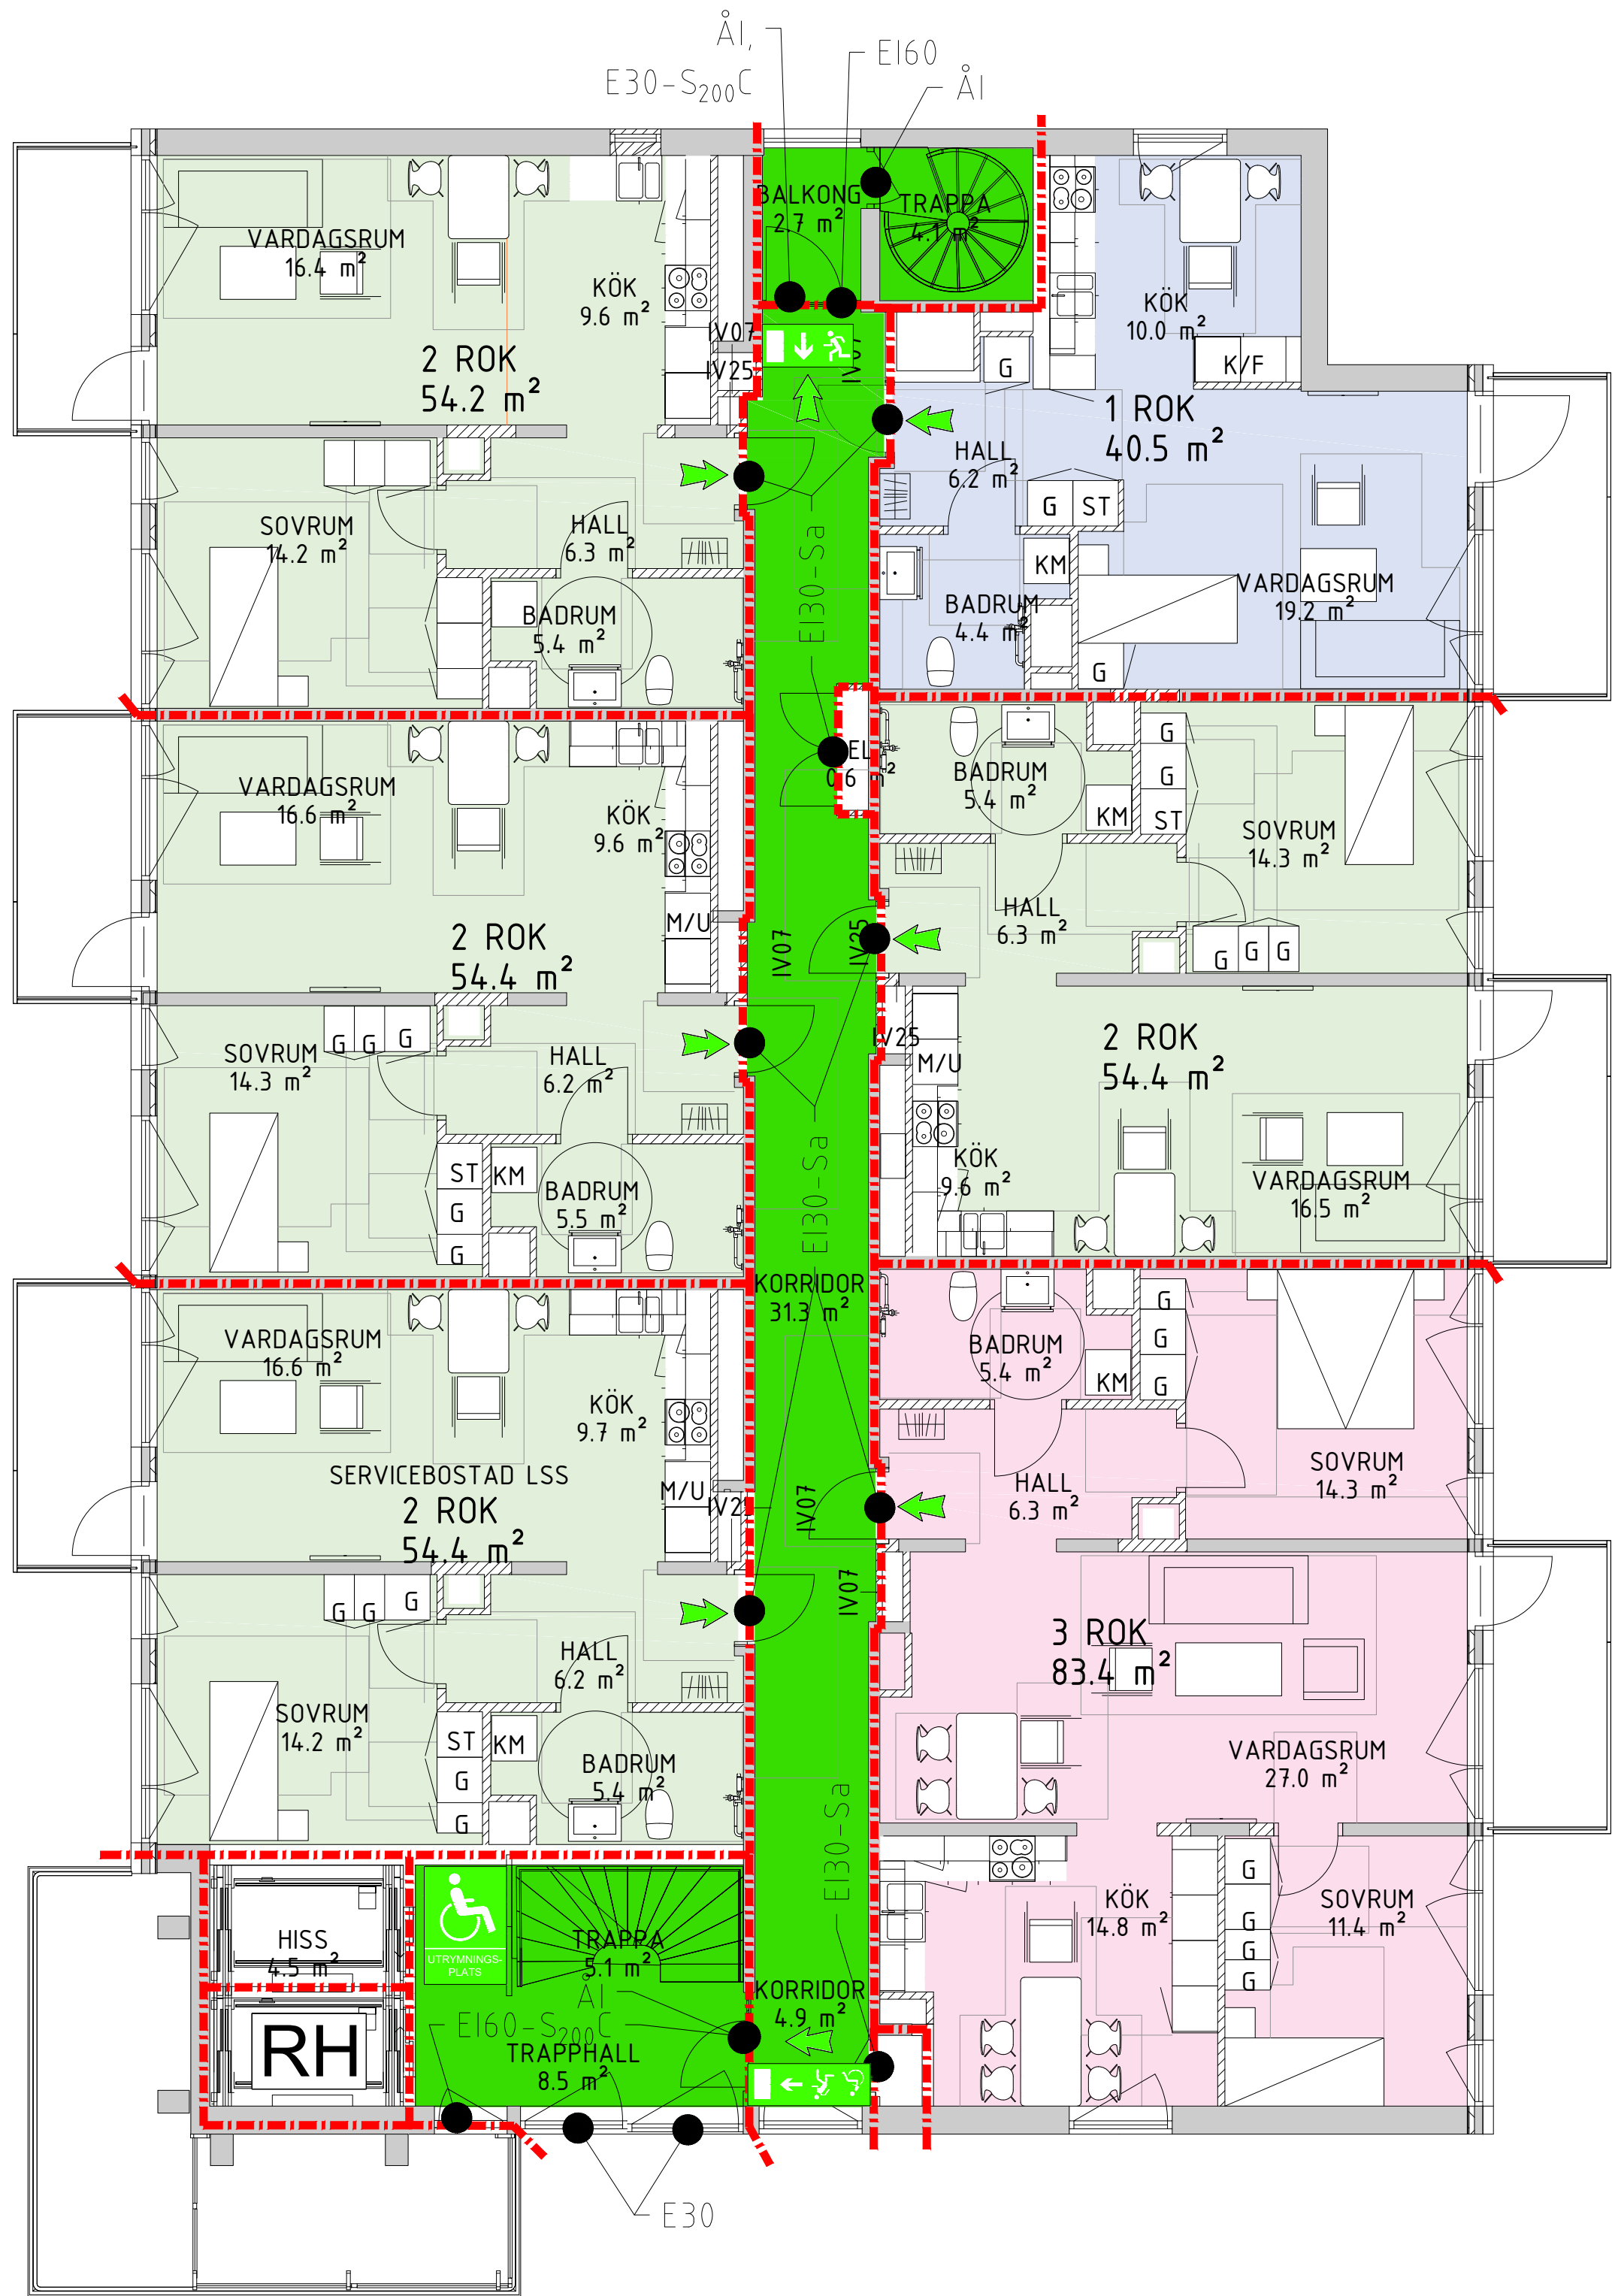 ÅI,
E30-S200C
EI60
ÅI
BALKONG
2.7 m²
TRAPPA
4.1 m²
VARDAGSRUM
16.4 m²
KÖK
9.6 m²
2 ROK
54.2 m²
IV07
IV25
IV07
G
KÖK
10.0 m²
K/F
1 ROK
40.5 m²
HALL
6.2 m²
G
ST
SOVRUM
14.2 m²
HALL
6.3 m²
BADRUM
5.4 m²
EI30-Sa
KM
BADRUM
4.4 m²
VARDAGSRUM
19.2 m²
G
VARDAGSRUM
16.6 m²
KÖK
9.6 m²
M/U
2 ROK
54.4 m²
EL
0.6 m²
BADRUM
5.4 m²
KM
G
G
ST
SOVRUM
14.3 m²
HALL
6.3 m²
G
G
G
IV07
IV25
SOVRUM
14.3 m²
G
G
G
HALL
6.2 m²
IV25
M/U
2 ROK
54.4 m²
EI30-Sa
KÖK
9.6 m²
VARDAGSRUM
16.5 m²
ST
G
G
KM
BADRUM
5.5 m²
KORRIDOR
31.3 m²
VARDAGSRUM
16.6 m²
KÖK
9.7 m²
SERVICEBOSTAD LSS
2 ROK
54.4 m²
M/U
IV25
IV07
BADRUM
5.4 m²
KM
G
G
G
HALL
6.3 m²
SOVRUM
14.3 m²
G
G
G
HALL
6.2 m²
IV07
3 ROK
83.4 m²
SOVRUM
14.2 m²
ST
G
G
KM
BADRUM
5.4 m²
VARDAGSRUM
27.0 m²
EI30-Sa
HISS
4.5 m²
UTRYMNINGS-
PLATS
TRAPPA
5.1 m²
ÅI
EI60-S200C
TRAPPHALL
8.5 m²
KORRIDOR
4.9 m²
KÖK
14.8 m²
G
G
G
G
SOVRUM
11.4 m²
RH
E30